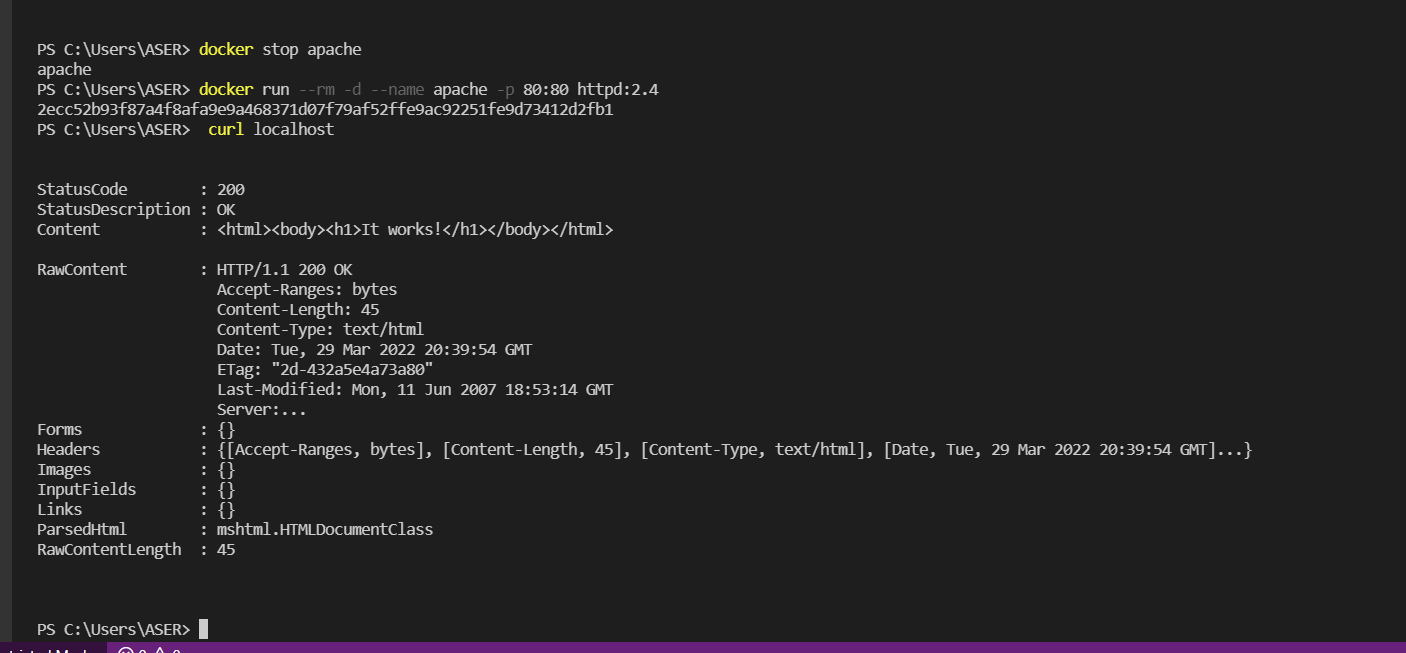 PS C:\Users\ASER> docker stop apache
apache
PS C:\Users\ASER> docker run --rm -d --name apache -p 80:80 httpd:2.4
2ecc52b93f87a4f8afa9e9a468371d07f79af52ffe9ac92251fe9d73412d2fb1
PS C:\Users\ASER>  curl localhost
StatusCode        : 200
StatusDescription : OK
Content           : <html><body><h1>It works!</h1></body></html>
RawContent        : HTTP/1.1 200 OK
                    Accept-Ranges: bytes
                    Content-Length: 45
                    Content-Type: text/html
                    Date: Tue, 29 Mar 2022 20:39:54 GMT
                    ETag: "2d-432a5e4a73a80"
                    Last-Modified: Mon, 11 Jun 2007 18:53:14 GMT
                    Server:...
Forms             : {}
Headers           : {[Accept-Ranges, bytes], [Content-Length, 45], [Content-Type, text/html], [Date, Tue, 29 Mar 2022 20:39:54 GMT]...}
Images            : {}
InputFields       : {}
Links             : {}
ParsedHtml        : mshtml.HTMLDocumentClass
RawContentLength  : 45
PS C:\Users\ASER>